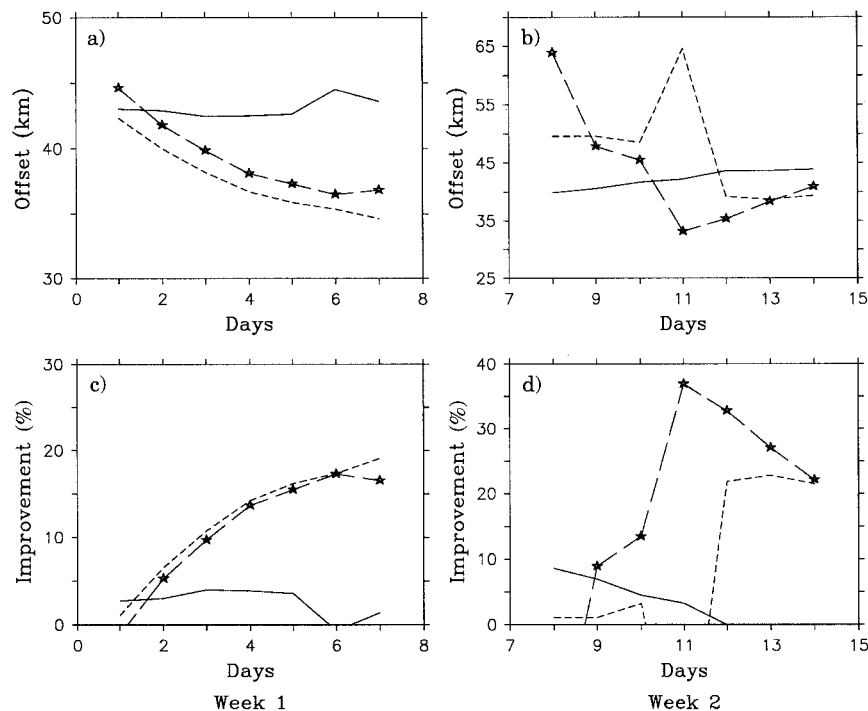 a)
50
40
30
Offset (km)
0 2 4 6 8
Days
b)
65
55
45
35
25
Offset (km)
7 9 11 13 15
Days
c)
30
20
10
0
Improvement (%)
0 2 4 6 8
Days
Week 1
d)
40
30
20
10
0
Improvement (%)
7 9 11 13 15
Days
Week 2